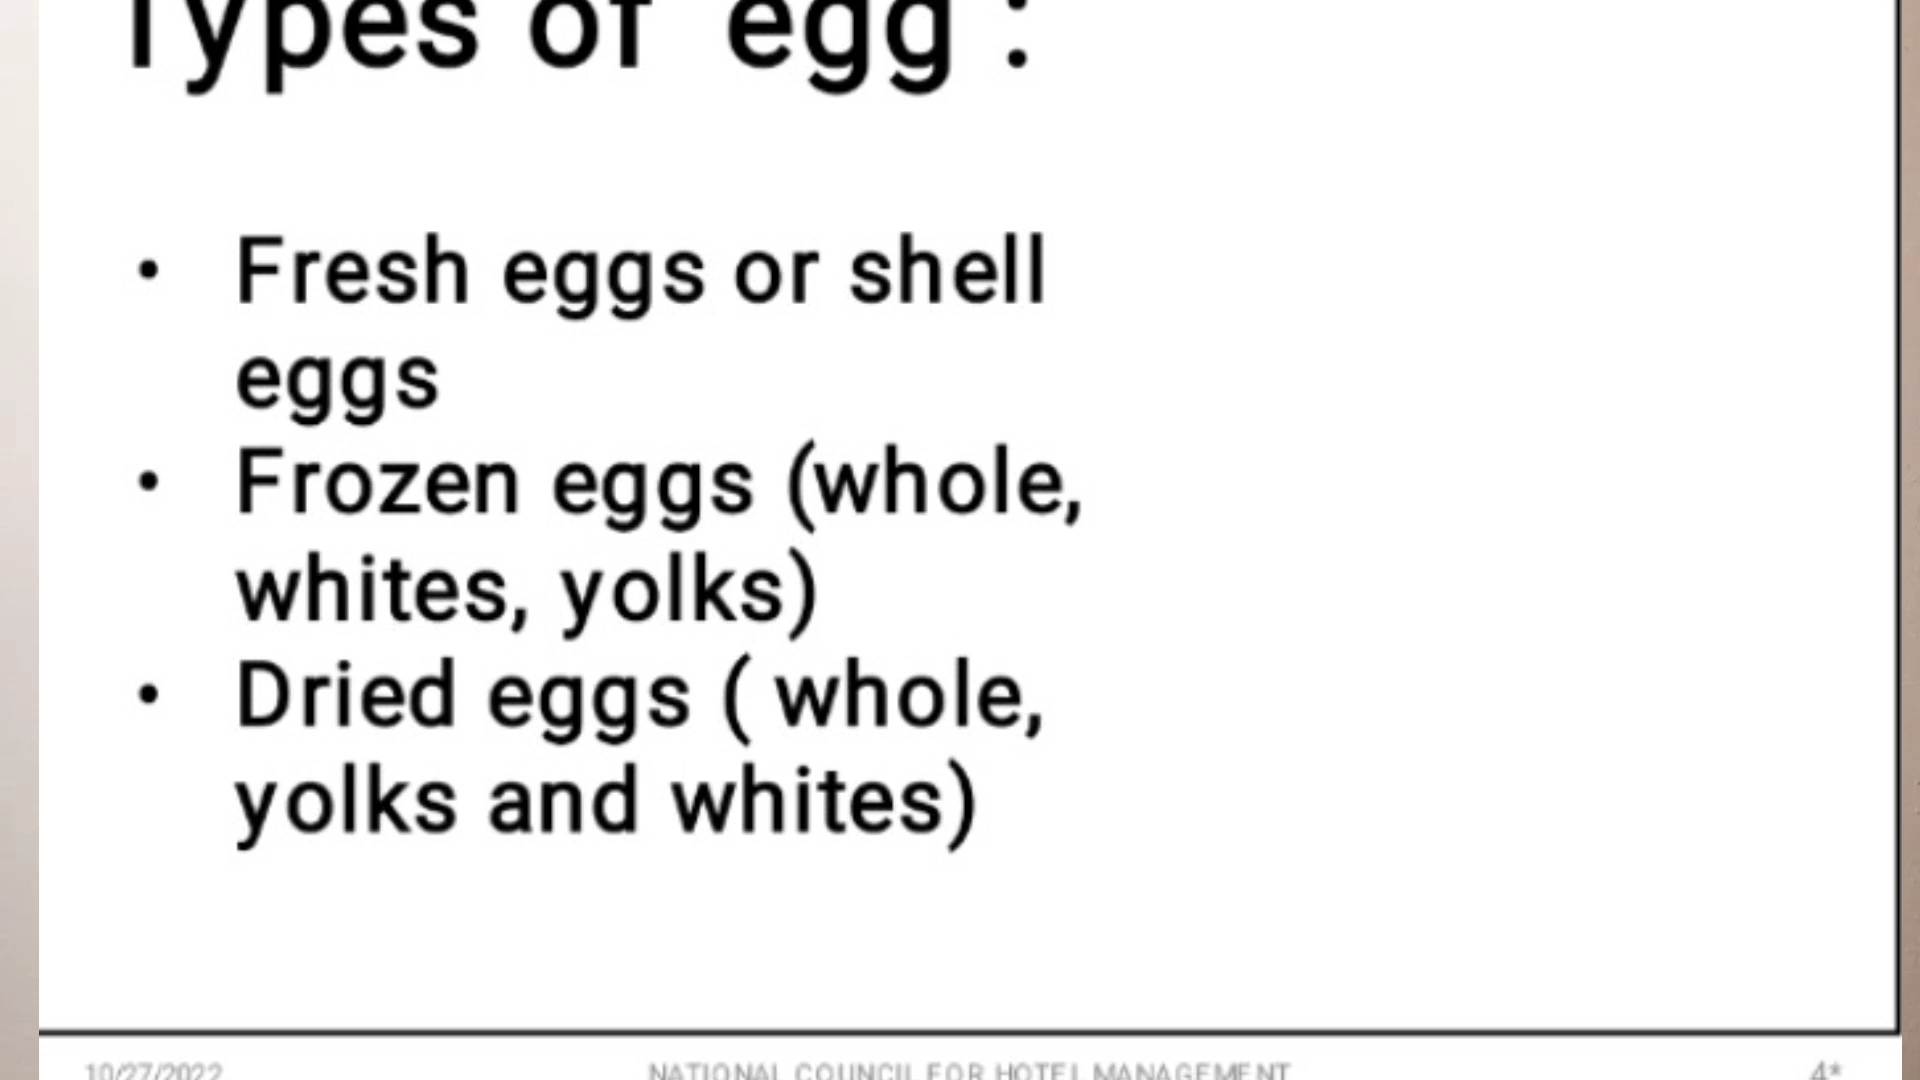 Types of egg :
• Fresh eggs or shell
eggs
• Frozen eggs (whole,
whites, yolks)
• Dried eggs ( whole,
yolks and whites)
10/27/2022 NATIONAL COUNCIL FOR HOTEL MANAGEMENT 4*